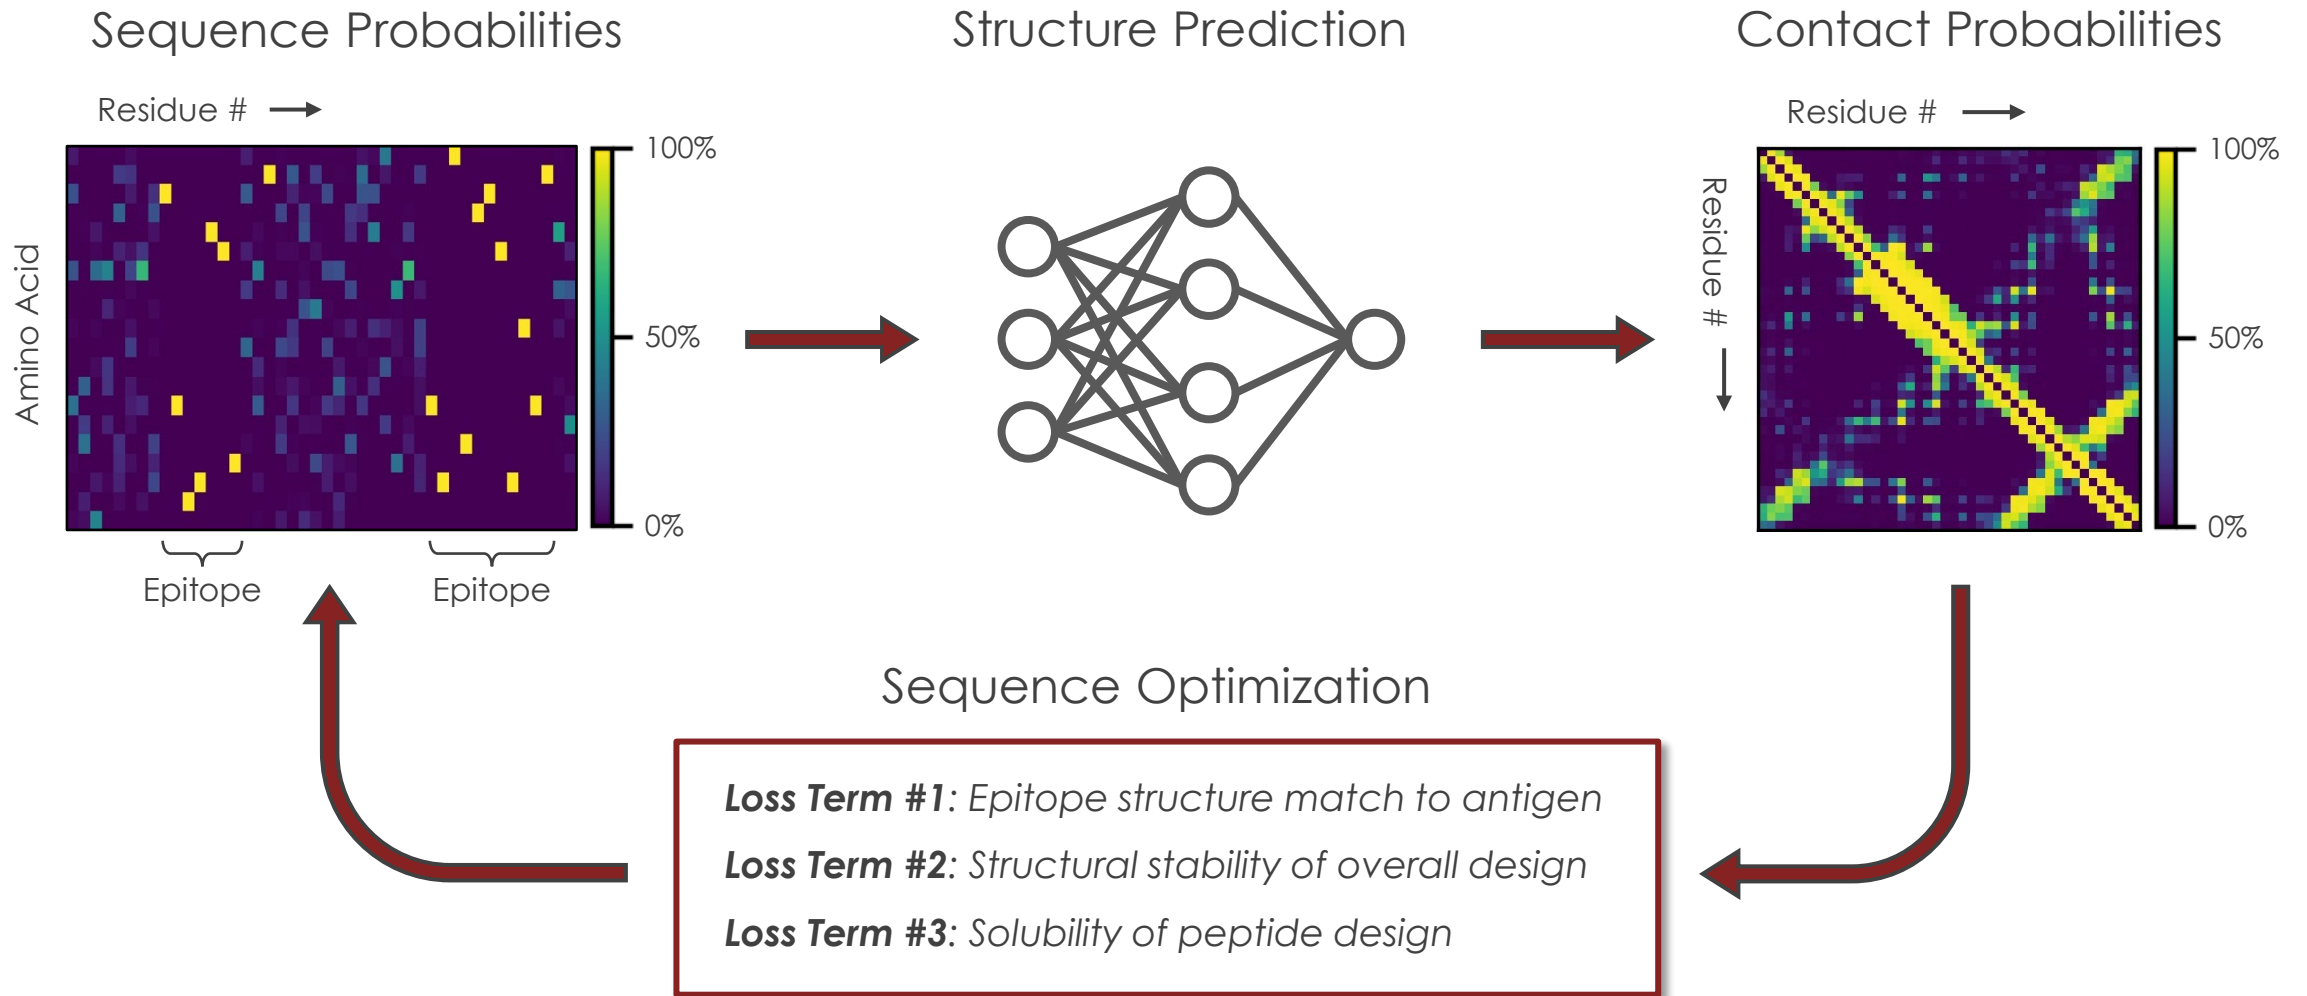 Sequence Probabilities
Structure Prediction
Contact Probabilities
Residue #
Residue #
Amino Acid
100%
50%
0%
Residue #
100%
50%
0%
Epitope
Epitope
Sequence Optimization
Loss Term #1: Epitope structure match to antigen
Loss Term #2: Structural stability of overall design
Loss Term #3: Solubility of peptide design